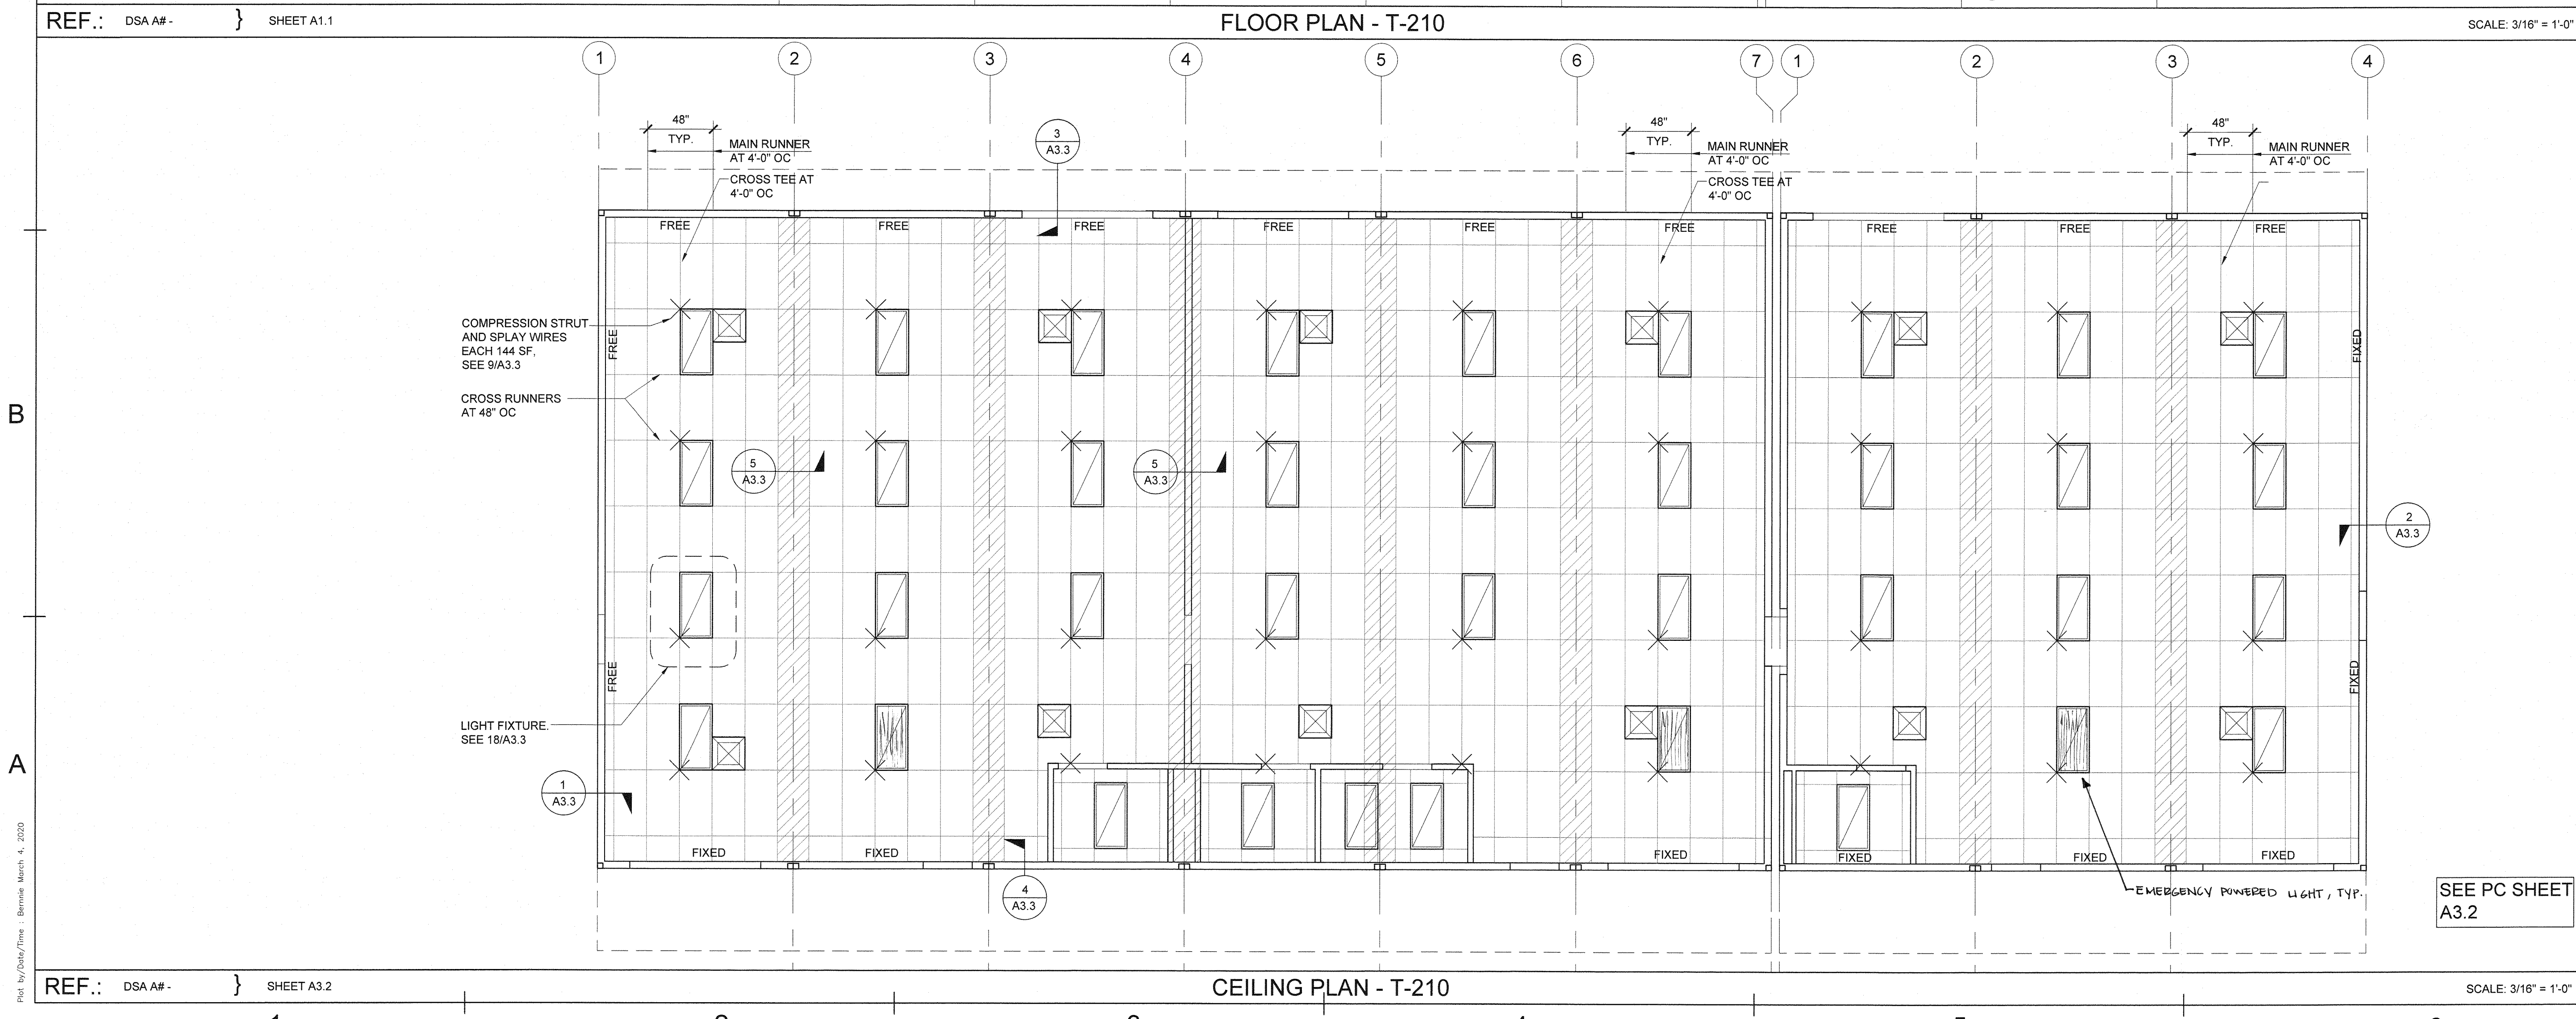 REF.: DSA A# - } SHEET A1.1
FLOOR PLAN - T-210
SCALE: 3/16" = 1'-0"
1 2 3 4 5 6 7 1 2 3 4
48"
TYP.
MAIN RUNNER
AT 4'-0" OC
CROSS TEE AT
4'-0" OC
3
A3.3
48"
TYP.
MAIN RUNNER
AT 4'-0" OC
CROSS TEE AT
4'-0" OC
48"
TYP.
MAIN RUNNER
AT 4'-0" OC
FREE FREE FREE FREE FREE FREE FREE FREE FREE
COMPRESSION STRUT
AND SPLAY WIRES
EACH 144 SF,
SEE 9/A3.3
FREE
FIXED
CROSS RUNNERS
AT 48" OC
B
5
A3.3
5
A3.3
2
A3.3
FREE
FIXED
LIGHT FIXTURE.
SEE 18/A3.3
A
1
A3.3
FIXED FIXED FIXED FIXED FIXED FIXED
4
A3.3
EMERGENCY POWERED LIGHT, TYP.
SEE PC SHEET
A3.2
Plot by/Date/Time : Bernnie March 4, 2020
REF.: DSA A# - } SHEET A3.2
CEILING PLAN - T-210
SCALE: 3/16" = 1'-0"